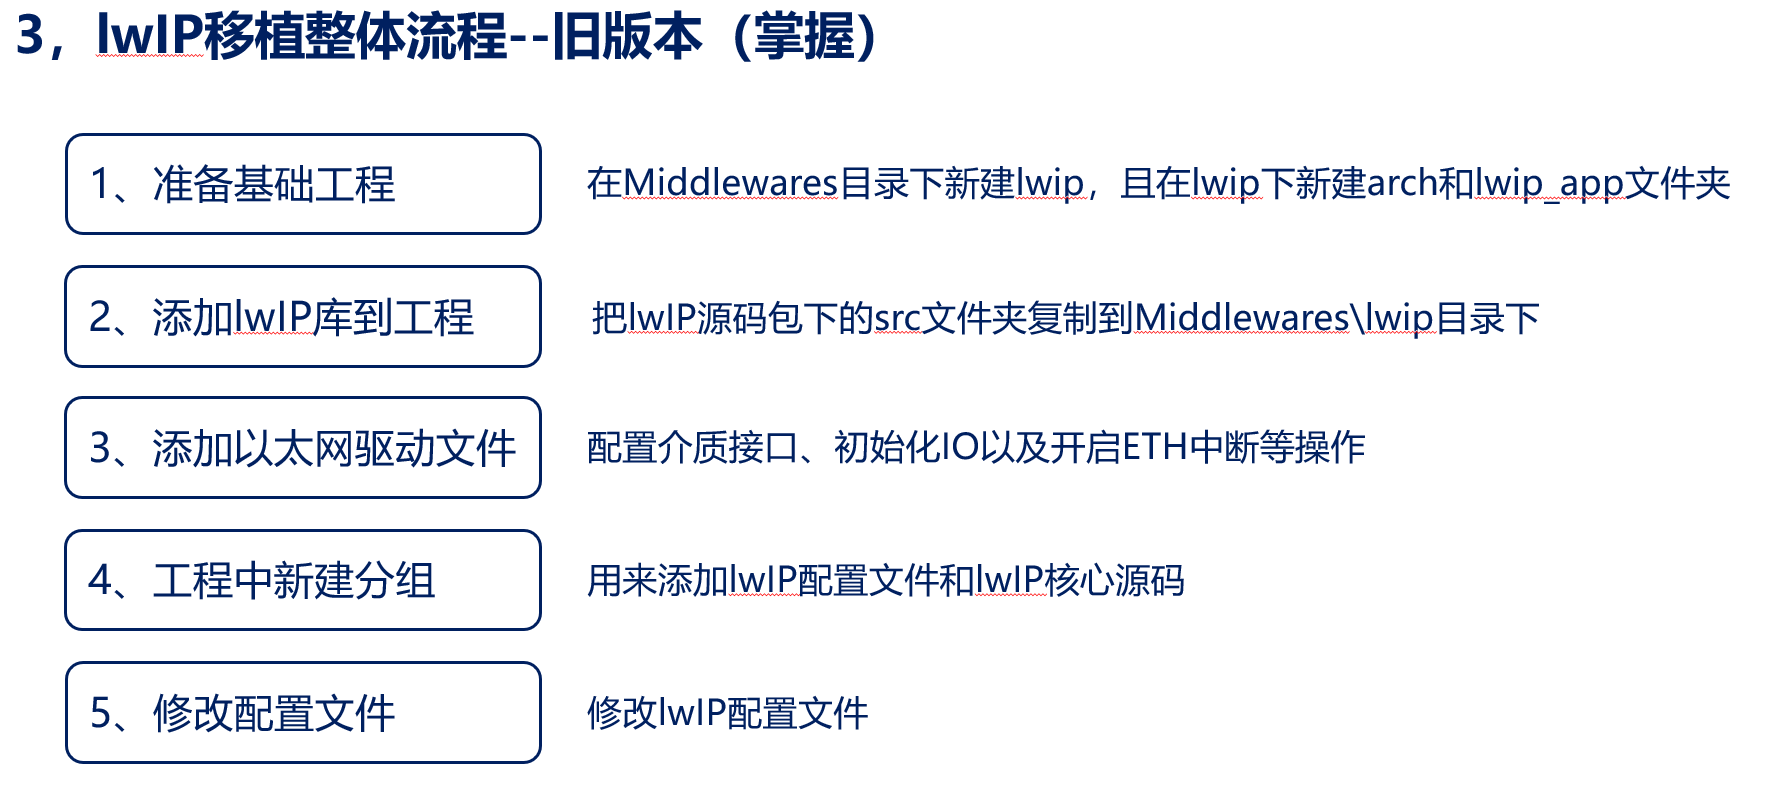 3，lwIP移植整体流程--旧版本（掌握）
1、准备基础工程
在Middlewares目录下新建lwip，且在lwip下新建arch和lwip_app文件夹
2、添加lwIP库到工程
把lwIP源码包下的src文件夹复制到Middlewares\lwip目录下
3、添加以太网驱动文件
配置介质接口、初始化IO以及开启ETH中断等操作
4、工程中新建分组
用来添加lwIP配置文件和lwIP核心源码
5、修改配置文件
修改lwIP配置文件